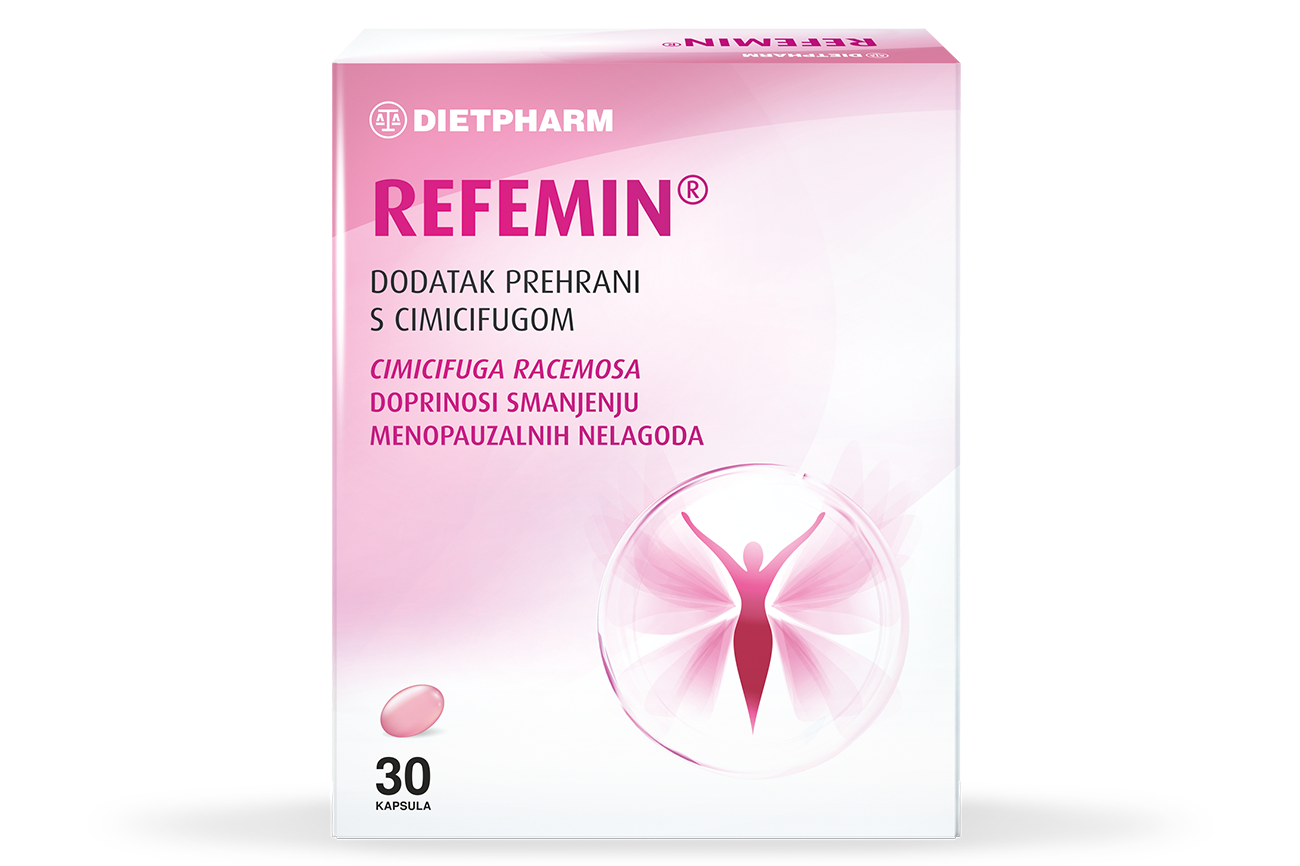 REFEMIN®
DIETPHARM
DIETPHARM
REFEMIN®
DODATAK PREHRANI
S CIMICIFUGOM
CIMICIFUGA RACEMOSA
DOPRINOSI SMANJENJU
MENOPAUZALNIH NELAGODA
30
KAPSULA